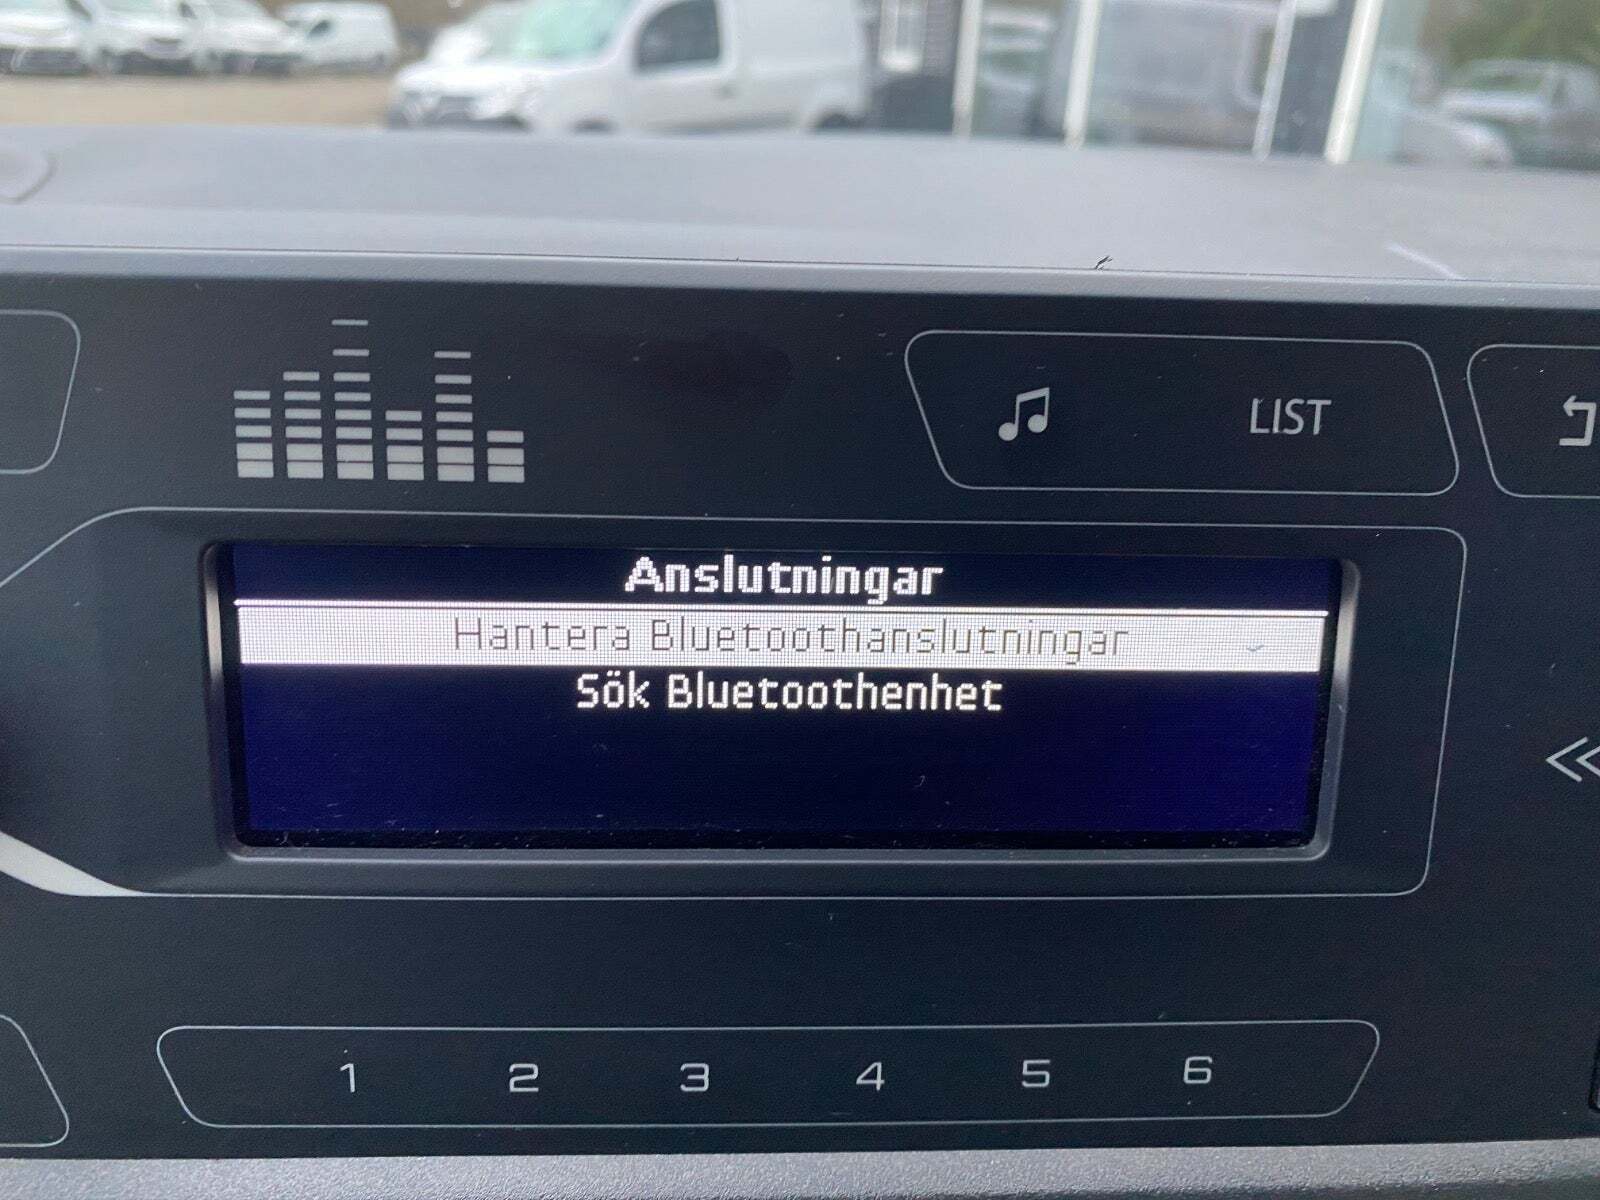 LIST
Anslutningar
Hantera Bluetoothanslutningar
Sök Bluetoothenhet
1 2 3 4 5 6